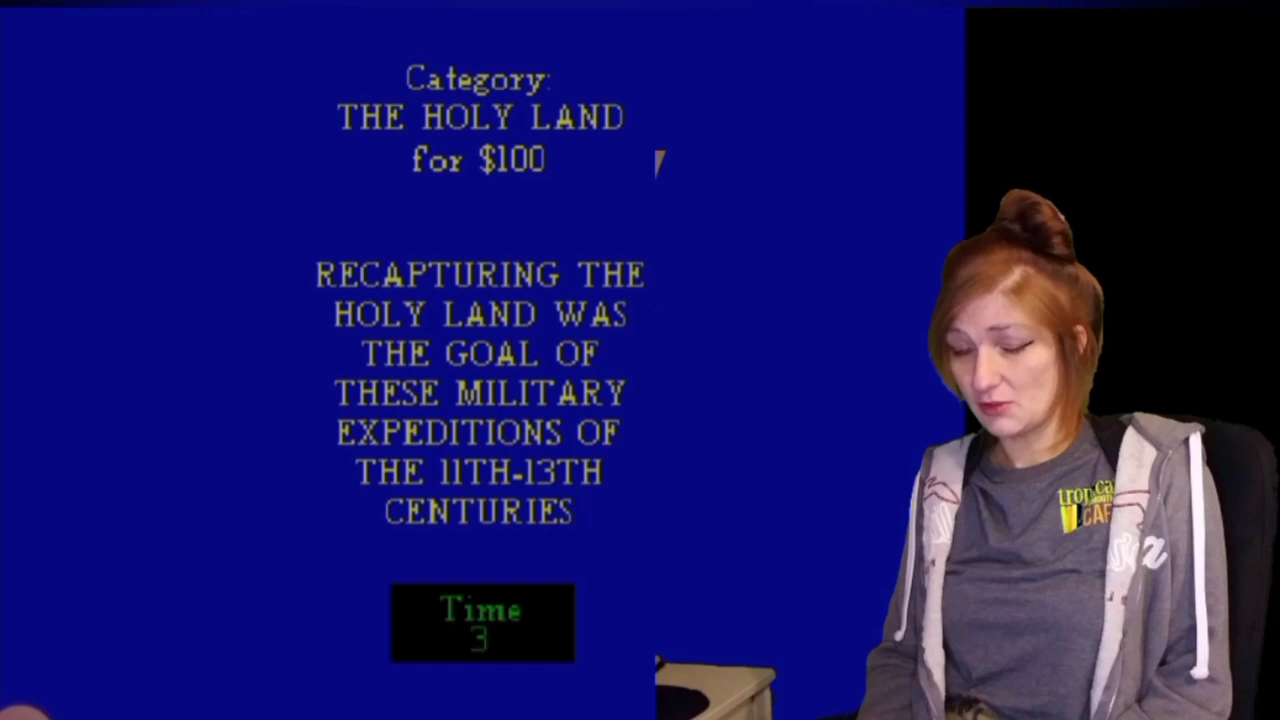 Category:
THE HOLY LAND
for $100
RECAPTURING THE
HOLY LAND WAS
THE GOAL OF
THESE MILITARY
EXPEDITIONS OF
THE 11TH-13TH
CENTURIES
Time
3